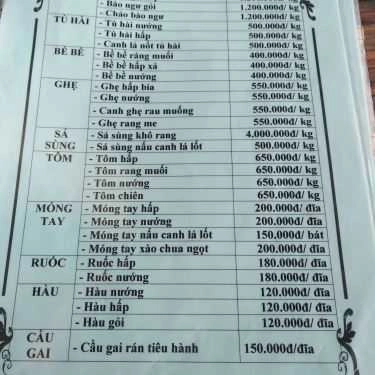 - Bào ngư gỏi 1.200.000đ/ kg
- Cháo bào ngư 1.200.000đ/ kg
TÙ HÀI - Tù hài nướng 500.000đ/ kg
- Tù hài hấp 500.000đ/ kg
- Canh lá lốt tù hài 500.000đ/ kg
BỀ BỀ - Bề bề rang muối 400.000đ/ kg
- Bề bề hấp xả 400.000đ/ kg
- Bề bề nướng 400.000đ/ kg
GHẸ - Ghẹ hấp bia 550.000đ/ kg
- Ghẹ nướng 550.000đ/ kg
- Canh ghẹ rau muống 550.000đ/ kg
- Ghẹ rang me 550.000đ/ kg
SÁ SÙNG - Sá sùng khô rang 4.000.000đ/ kg
- Sá sùng nấu canh lá lốt 500.000đ/ kg
TÔM - Tôm hấp 650.000đ/ kg
- Tôm rang muối 650.000đ/ kg
- Tôm nướng 650.000đ/ kg
- Tôm chiên 650.000đ/ kg
MÓNG TAY - Móng tay hấp 200.000đ/ đĩa
- Móng tay nướng 200.000đ/ đĩa
- Móng tay nấu canh lá lốt 150.000đ/ bát
- Móng tay xào chua ngọt 200.000đ/ đĩa
RUỐC - Ruốc hấp 180.000đ/ đĩa
- Ruốc nướng 180.000đ/ đĩa
HÀU - Hàu nướng 120.000đ/ đĩa
- Hàu hấp 120.000đ/ đĩa
- Hàu gỏi 120.000đ/ đĩa
CẦU GAI - Cầu gai rán tiêu hành 150.000đ/đĩa